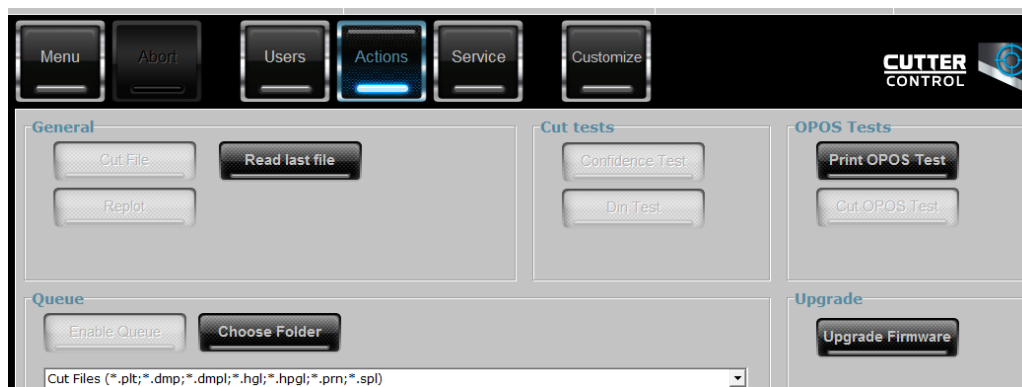 Menu
Abort
Users
Actions
Service
Customize
CUTTER
CONTROL
General
Cut File
Read last file
Replot
Cut tests
Confidence Test
Din Test
OPOS Tests
Print OPOS Test
Cut OPOS Test
Queue
Enable Queue
Choose Folder
Cut Files (*.plt;*.dmp;*.dmpl;*.hgl;*.hpgl;*.prn;*.spl)
Upgrade
Upgrade Firmware